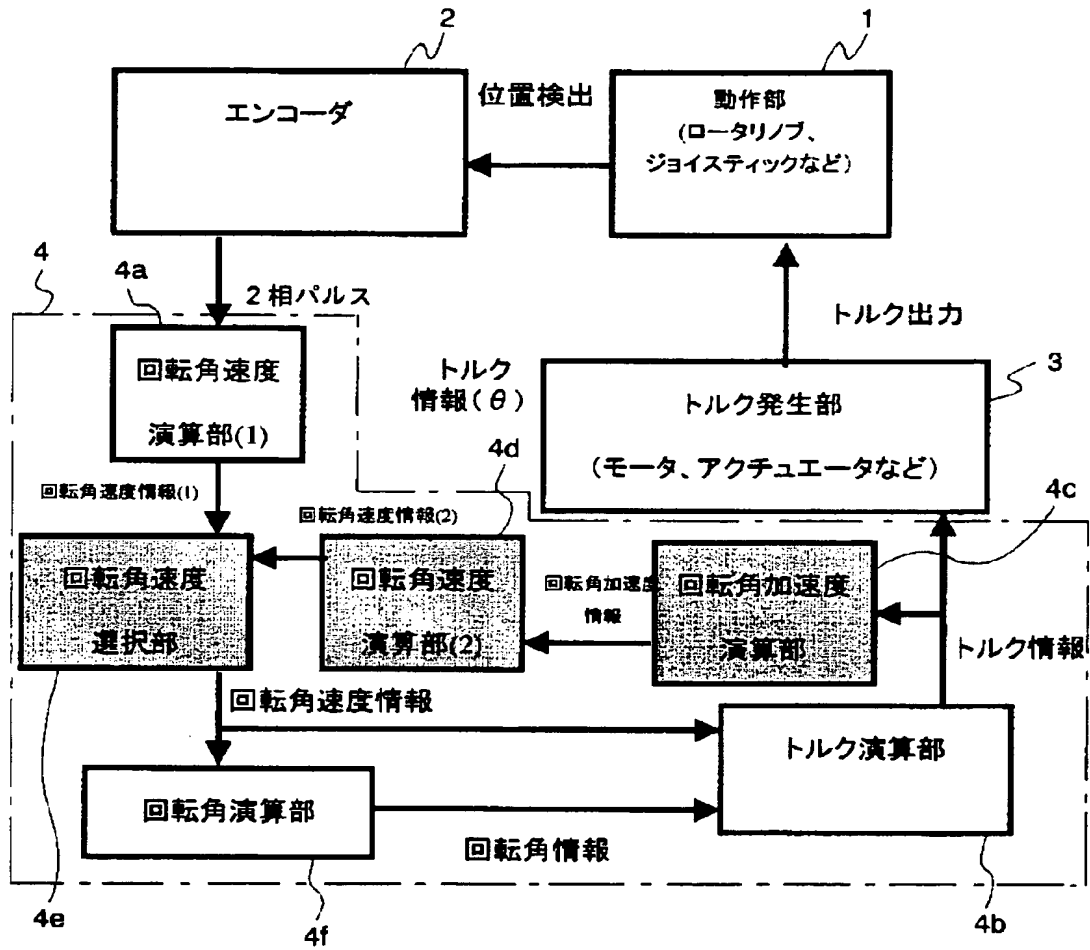 2
1
エンコーダ
位置検出
動作部
(ロータリノブ、
ジョイスティックなど)
4
4a
2相パルス
トルク出力
回転角速度
演算部(1)
トルク
情報(θ)
3
トルク発生部
(モータ、アクチュエータなど)
4d
4c
回転角速度情報(1)
回転角速度情報(2)
回転角速度
選択部
回転角速度
演算部(2)
回転角加速度
情報
回転角加速度
演算部
トルク情報
回転角速度情報
トルク演算部
回転角演算部
回転角情報
4e
4f
4b